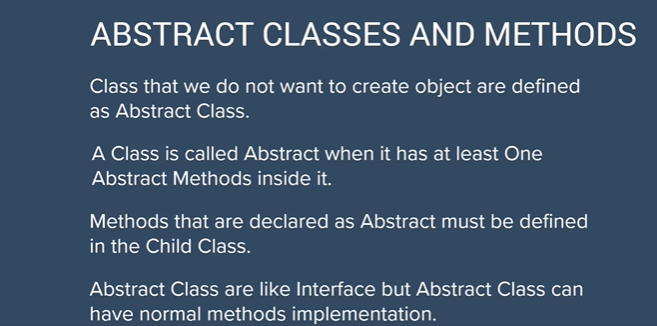 ABSTRACT CLASSES AND METHODS
Class that we do not want to create object are defined
as Abstract Class.
A Class is called Abstract when it has at least One
Abstract Methods inside it.
Methods that are declared as Abstract must be defined
in the Child Class.
Abstract Class are like Interface but Abstract Class can
have normal methods implementation.